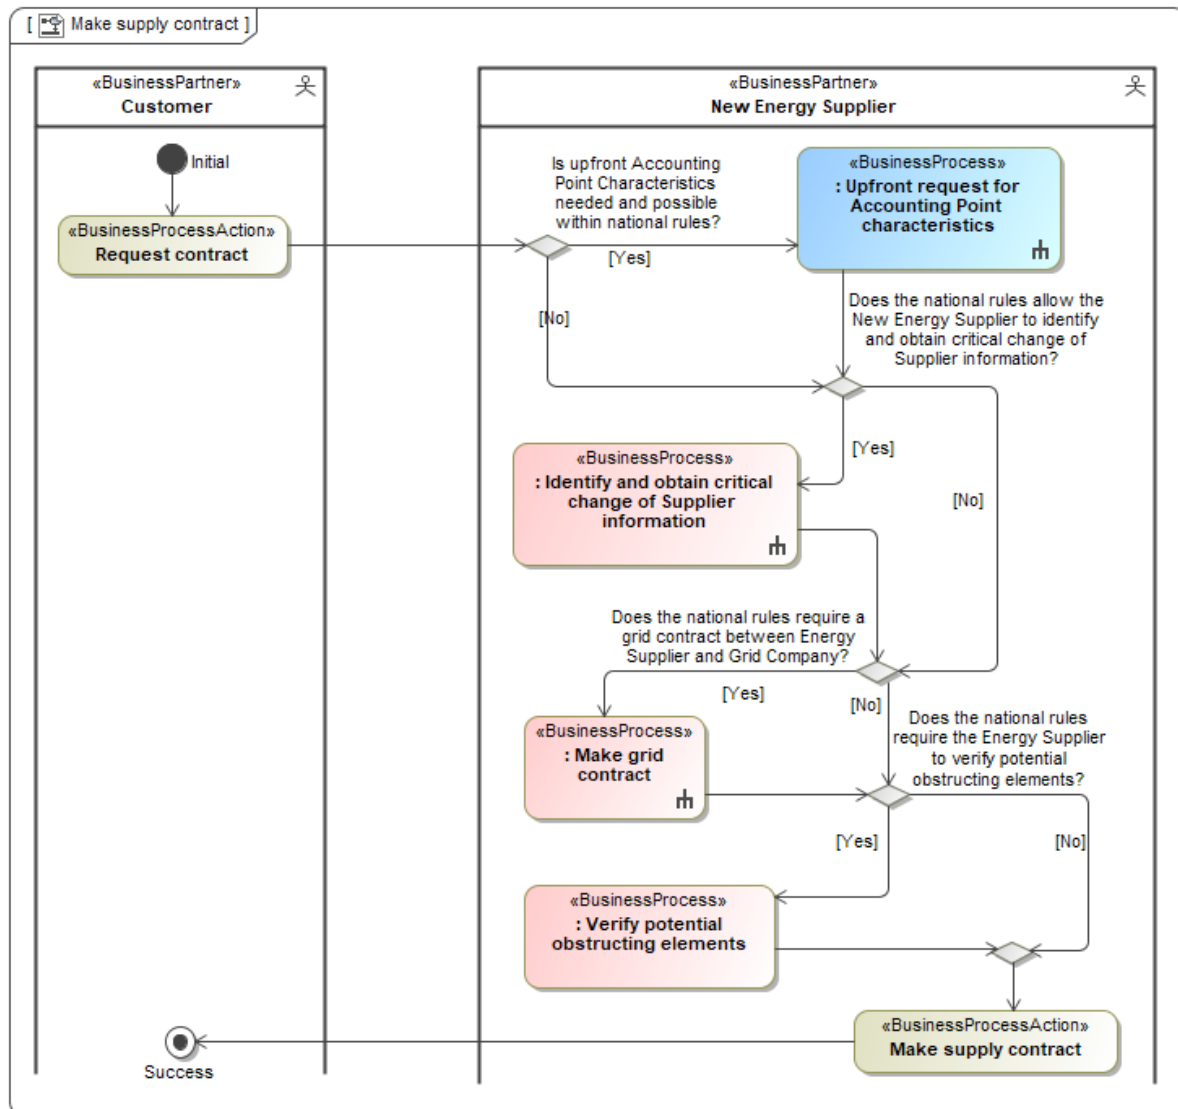 [ Make supply contract ]
«BusinessPartner»
Customer
«BusinessPartner»
New Energy Supplier
Initial
«BusinessProcessAction»
Request contract
Is upfront Accounting
Point Characteristics
needed and possible
within national rules?
[Yes]
[No]
«BusinessProcess»
: Upfront request for
Accounting Point
characteristics
Does the national rules allow the
New Energy Supplier to identify
and obtain critical change of
Supplier information?
[Yes]
[No]
«BusinessProcess»
: Identify and obtain critical
change of Supplier
information
Does the national rules require a
grid contract between Energy
Supplier and Grid Company?
[Yes]
[No]
«BusinessProcess»
: Make grid
contract
Does the national rules
require the Energy Supplier
to verify potential
obstructing elements?
[Yes]
[No]
«BusinessProcess»
: Verify potential
obstructing elements
«BusinessProcessAction»
Make supply contract
Success